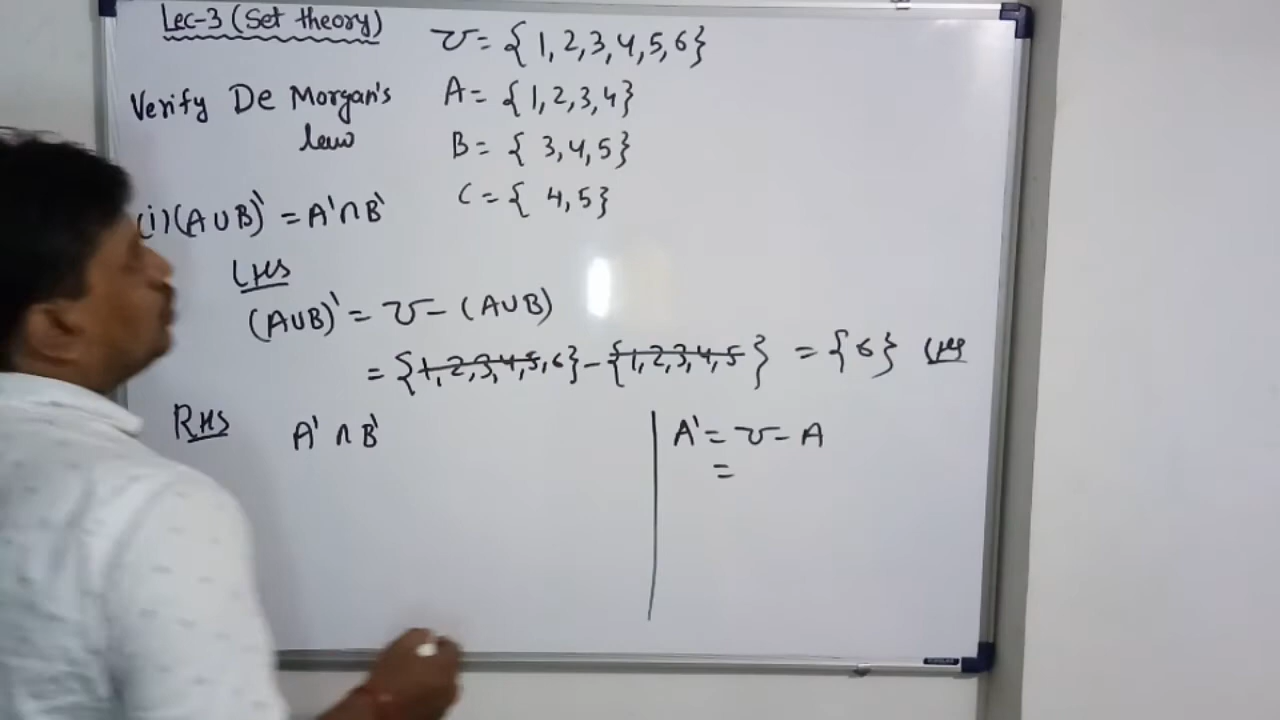 Lec-3 (Set theory)
U = { 1, 2, 3, 4, 5, 6}
Verify De Morgan's law
A = { 1, 2, 3, 4}
B = { 3, 4, 5}
C = { 4, 5}
(i) (A∪B)' = A'∩B'
LHS
(A∪B)' = U - (A∪B)
= {1, 2, 3, 4, 5, 6} - {1, 2, 3, 4, 5 } = {6} LHS
RHS A' ∩ B'
A' = U - A
=